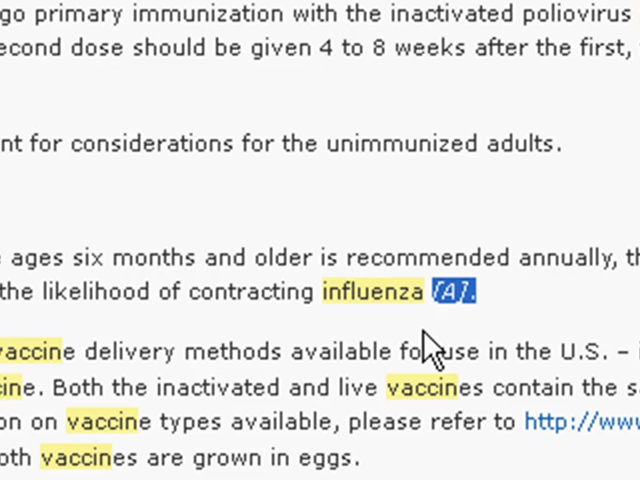 go primary immunization with the inactivated poliovirus
econd dose should be given 4 to 8 weeks after the first,
nt for considerations for the unimmunized adults.
ages six months and older is recommended annually, th
the likelihood of contracting influenza [A].
vaccine delivery methods available for use in the U.S. –
cine. Both the inactivated and live vaccines contain the sa
on on vaccine types available, please refer to http://www
oth vaccines are grown in eggs.